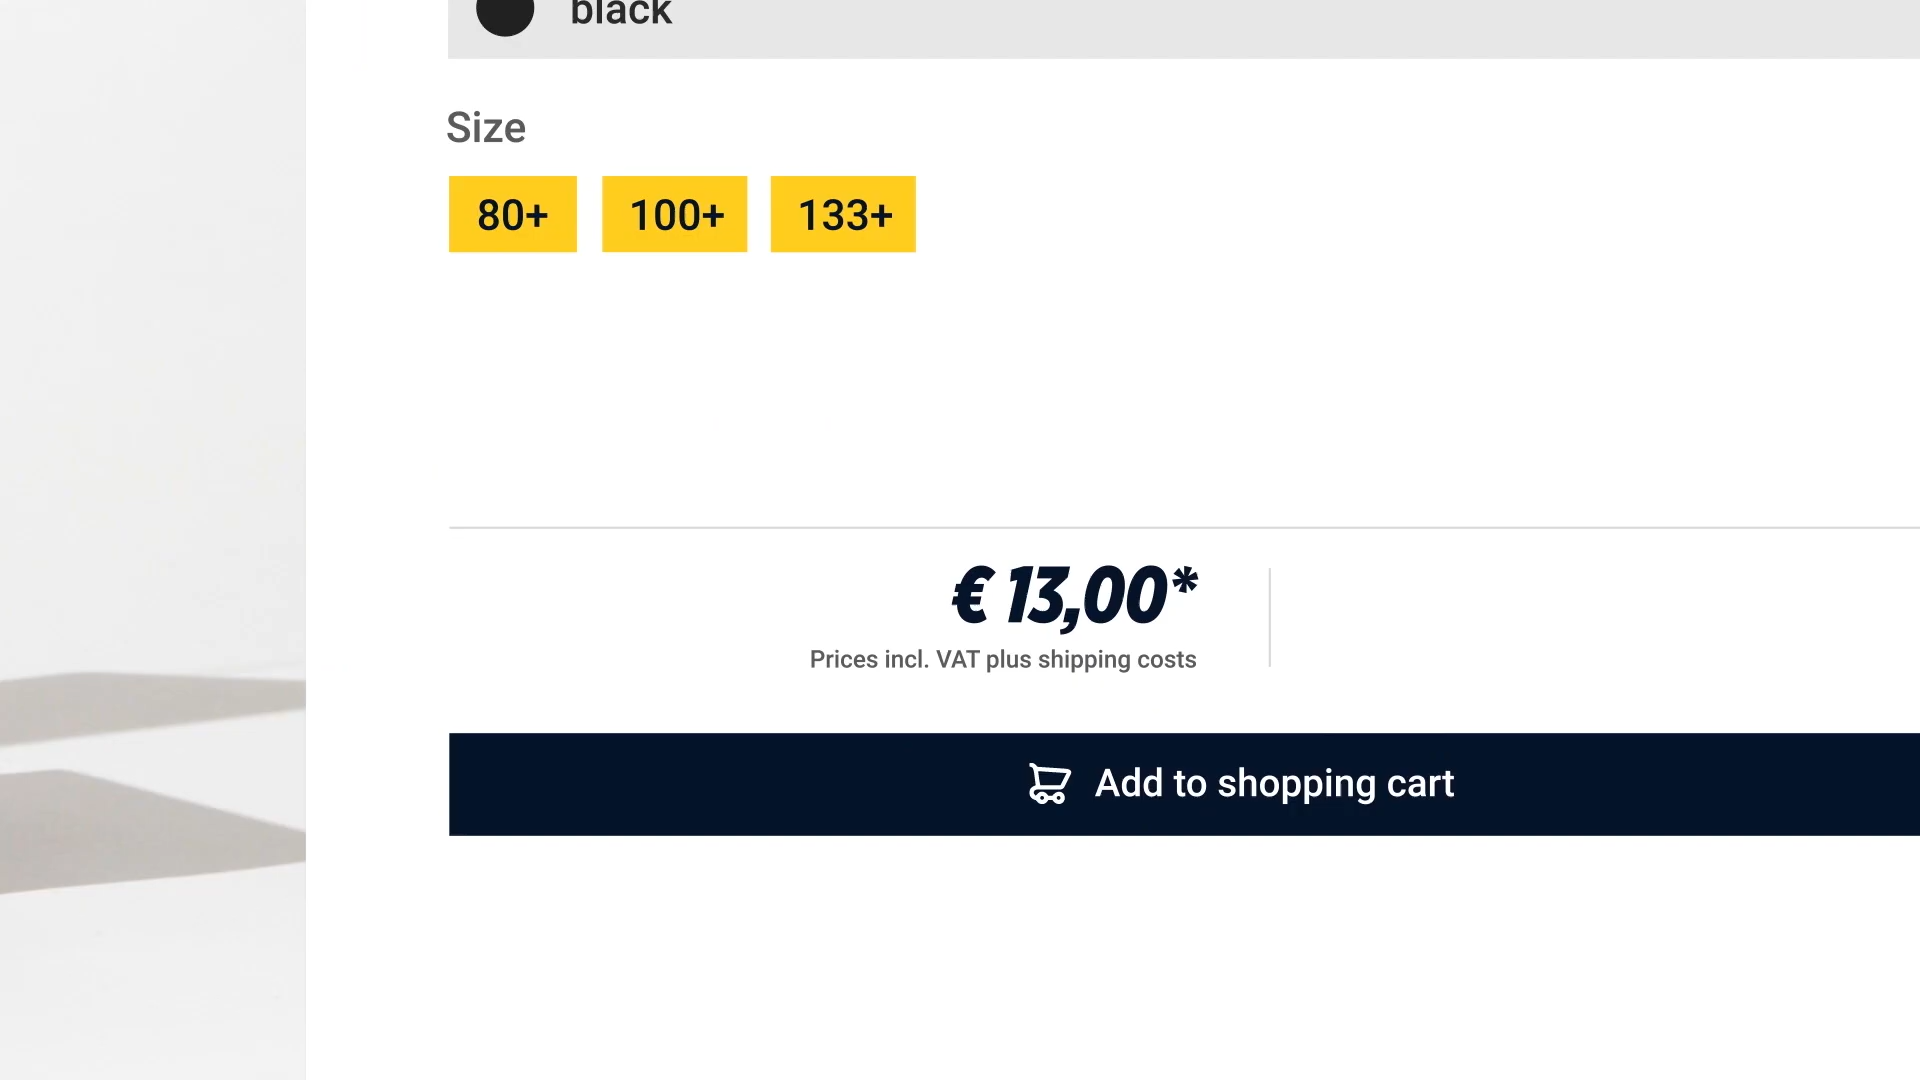 black
Size
80+ 100+ 133+
€ 13,00*
Prices incl. VAT plus shipping costs
Add to shopping cart